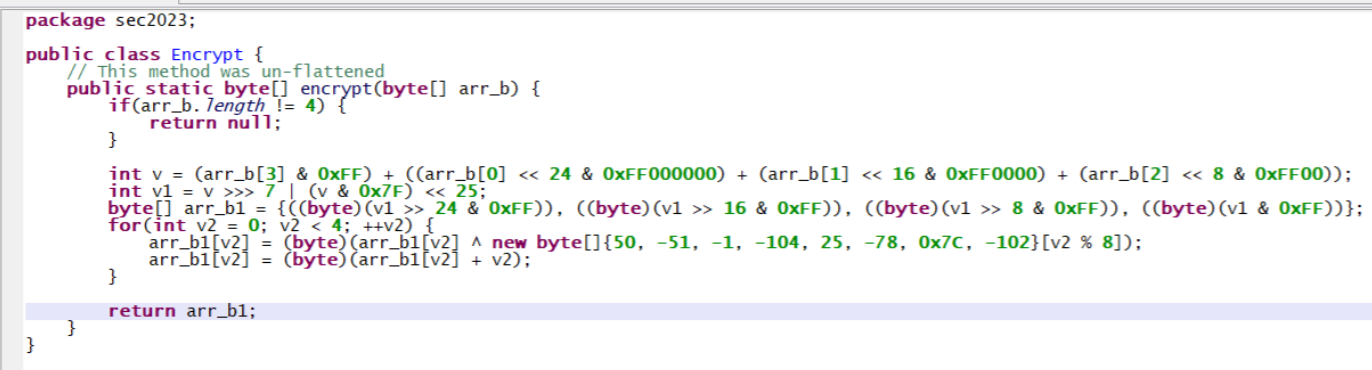 package sec2023;
public class Encrypt {
// This method was un-flattened
public static byte[] encrypt(byte[] arr_b) {
if(arr_b.length != 4) {
return null;
}
int v = (arr_b[3] & 0xFF) + ((arr_b[0] << 24 & 0xFF000000) + (arr_b[1] << 16 & 0xFF0000) + (arr_b[2] << 8 & 0xFF00));
int v1 = v >>> 7 | (v & 0x7F) << 25;
byte[] arr_b1 = {((byte)(v1 >> 24 & 0xFF)), ((byte)(v1 >> 16 & 0xFF)), ((byte)(v1 >> 8 & 0xFF)), ((byte)(v1 & 0xFF))};
for(int v2 = 0; v2 < 4; ++v2) {
arr_b1[v2] = (byte)(arr_b1[v2] ^ new byte[]{50, -51, -1, -104, 25, -78, 0x7C, -102}[v2 % 8]);
arr_b1[v2] = (byte)(arr_b1[v2] + v2);
}
return arr_b1;
}
}